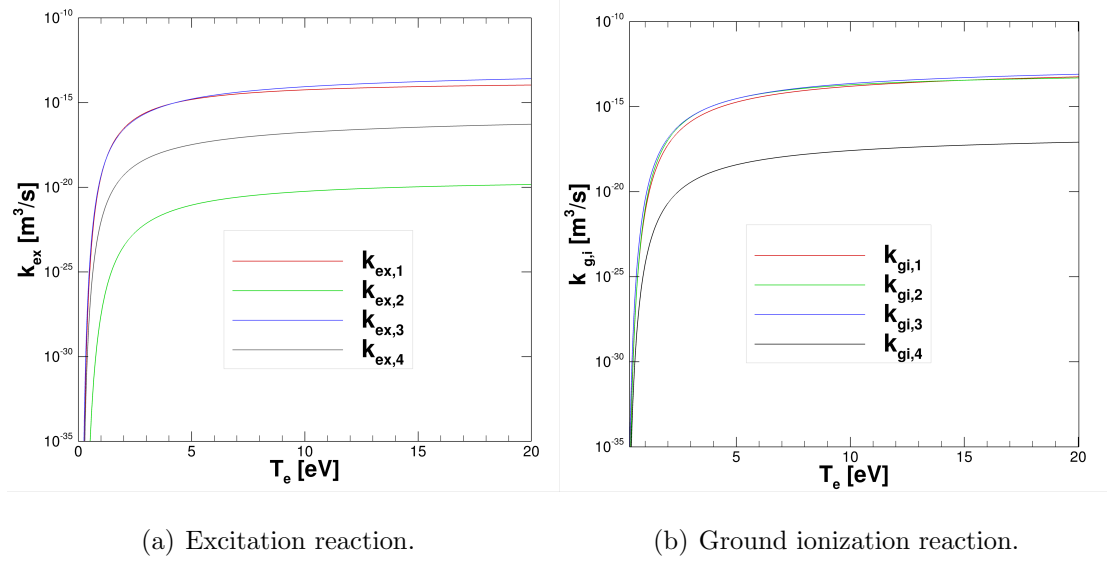 10^-10
10^-15
10^-20
10^-25
10^-30
10^-35
k_ex [m^3/s]
k_ex,1
k_ex,2
k_ex,3
k_ex,4
0 5 10 15 20
T_e [eV]
10^-10
10^-15
10^-20
10^-25
10^-30
10^-35
k_g,i [m^3/s]
k_gi,1
k_gi,2
k_gi,3
k_gi,4
5 10 15 20
T_e [eV]
(a) Excitation reaction.
(b) Ground ionization reaction.